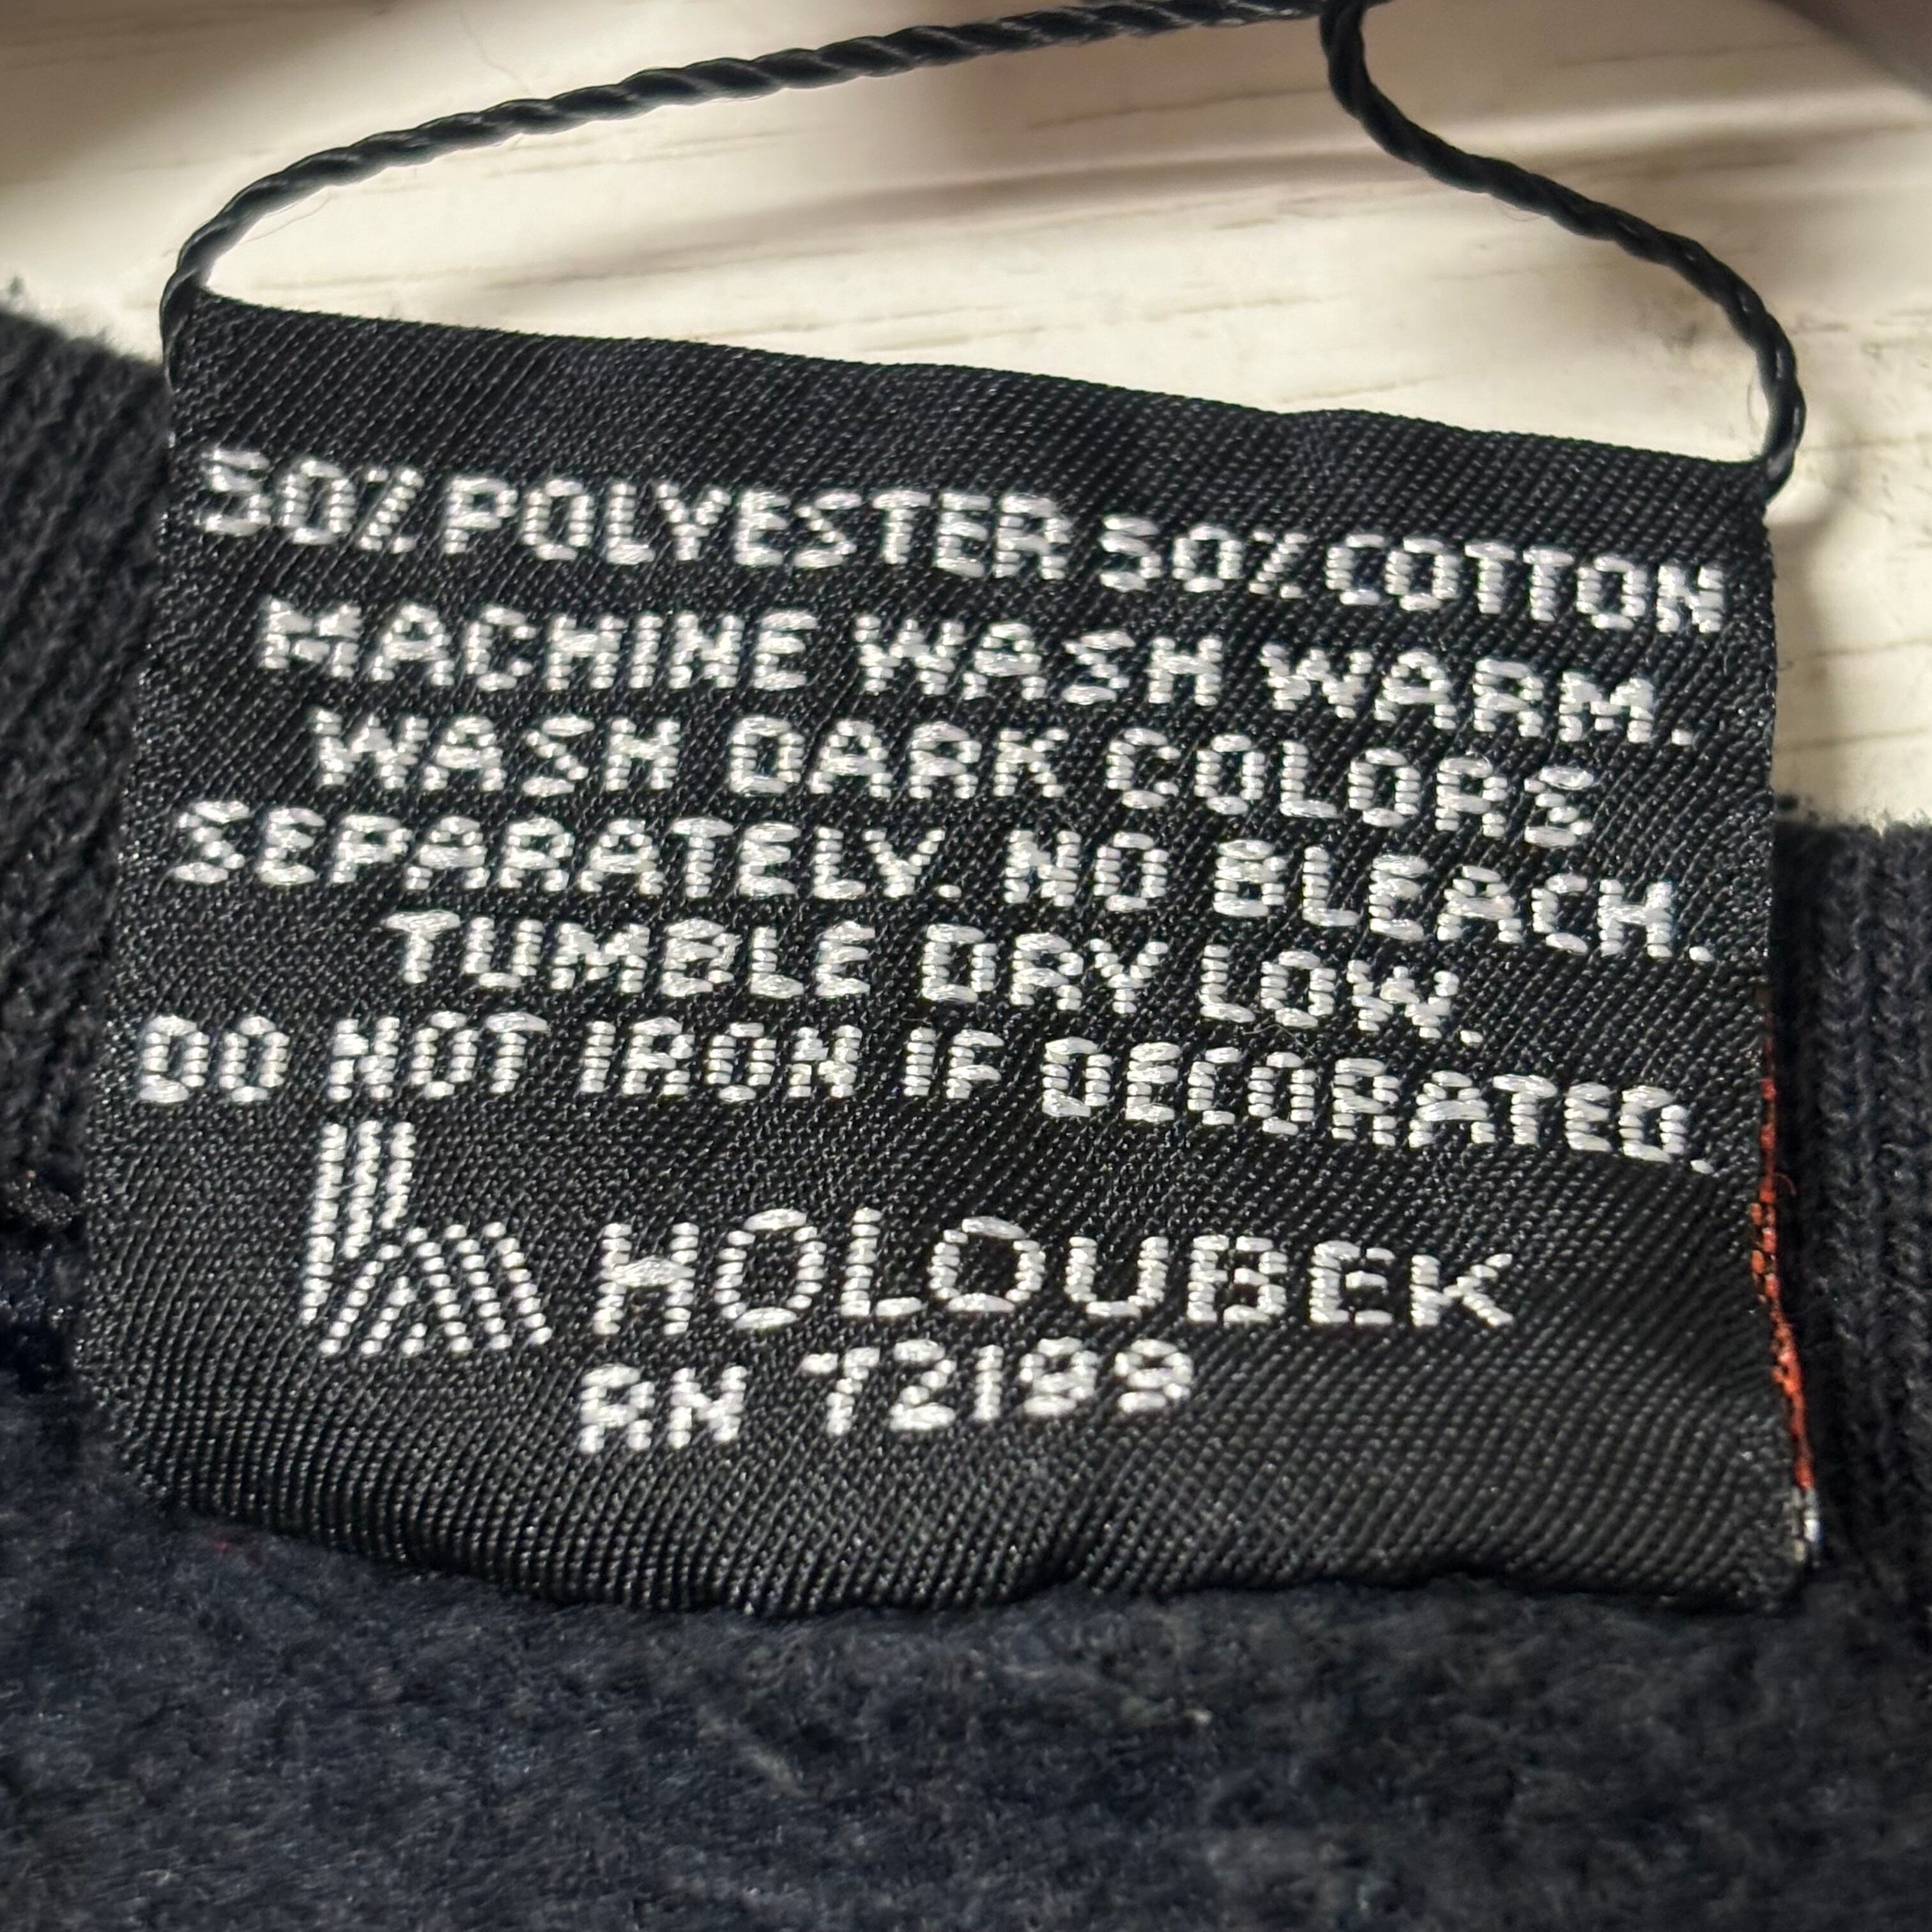 50% POLYESTER 50% COTTON
MACHINE WASH WARM.
WASH DARK COLORS
SEPARATELY. NO BLEACH.
TUMBLE DRY LOW.
DO NOT IRON IF DECORATED.
HOLOUBEK
RN 72189